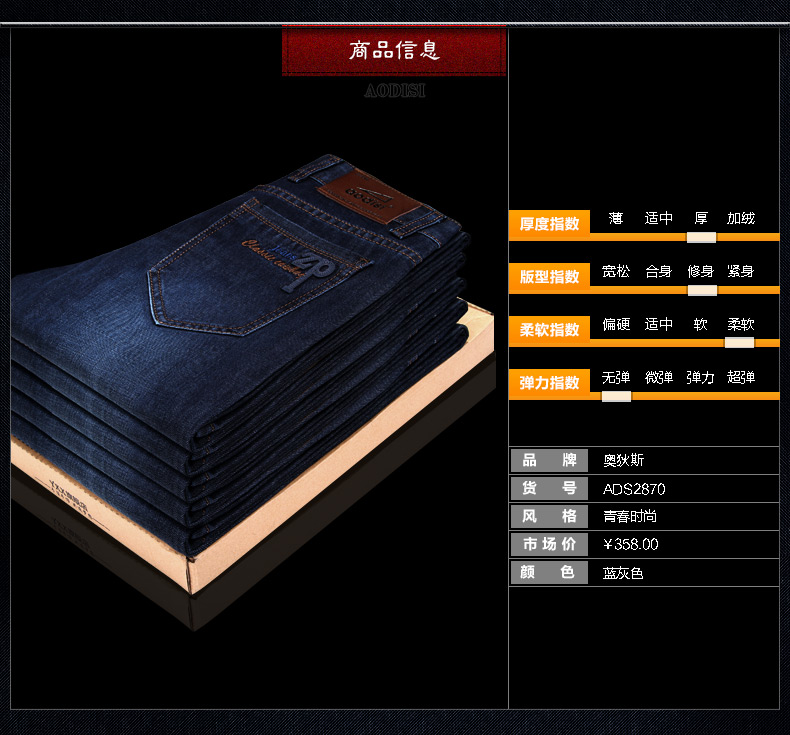 商品信息
AODISI
厚度指数 薄 适中 厚 加绒
版型指数 宽松 合身 修身 紧身
柔软指数 偏硬 适中 软 柔软
弹力指数 无弹 微弹 弹力 超弹
品 牌 奥狄斯
货 号 ADS2870
风 格 青春时尚
市场价 ￥358.00
颜 色 蓝灰色